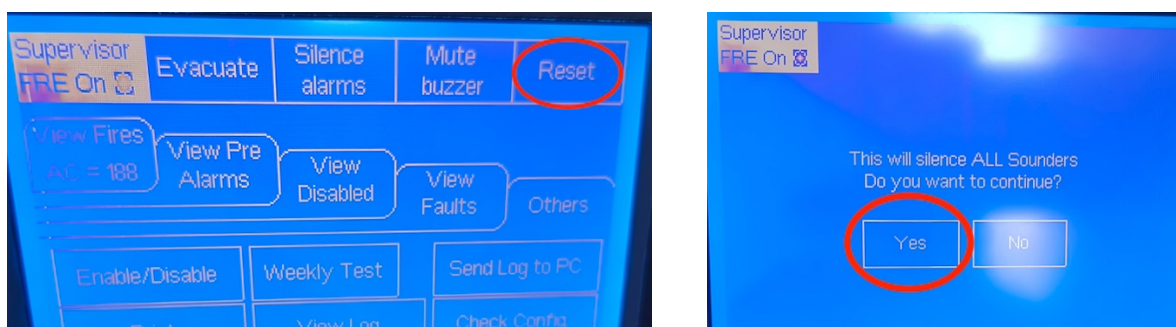 Supervisor
FRE On
Evacuate
Silence
alarms
Mute
buzzer
Reset
View Fires
AC = 188
View Pre
Alarms
View
Disabled
View
Faults
Others
Enable/Disable
Weekly Test
Send Log to PC
View Log
Check Config
Supervisor
FRE On
This will silence ALL Sounders
Do you want to continue?
Yes
No